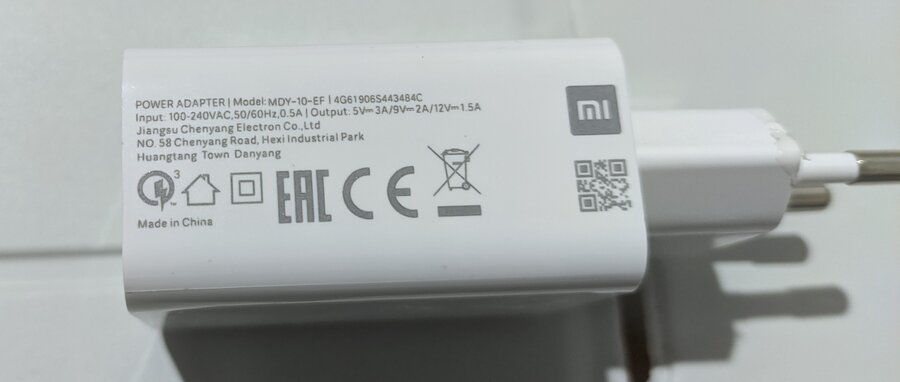 POWER ADAPTER | Model: MDY-10-EF | 4G61906S443484C
Input: 100-240VAC,50/60Hz,0.5A | Output: 5V⎓3A/9V⎓2A/12V⎓1.5A
Jiangsu Chenyang Electron Co.,Ltd
NO. 58 Chenyang Road, Hexi Industrial Park
Huangtang Town Danyang
3
™
EAC CE
Made in China
mi